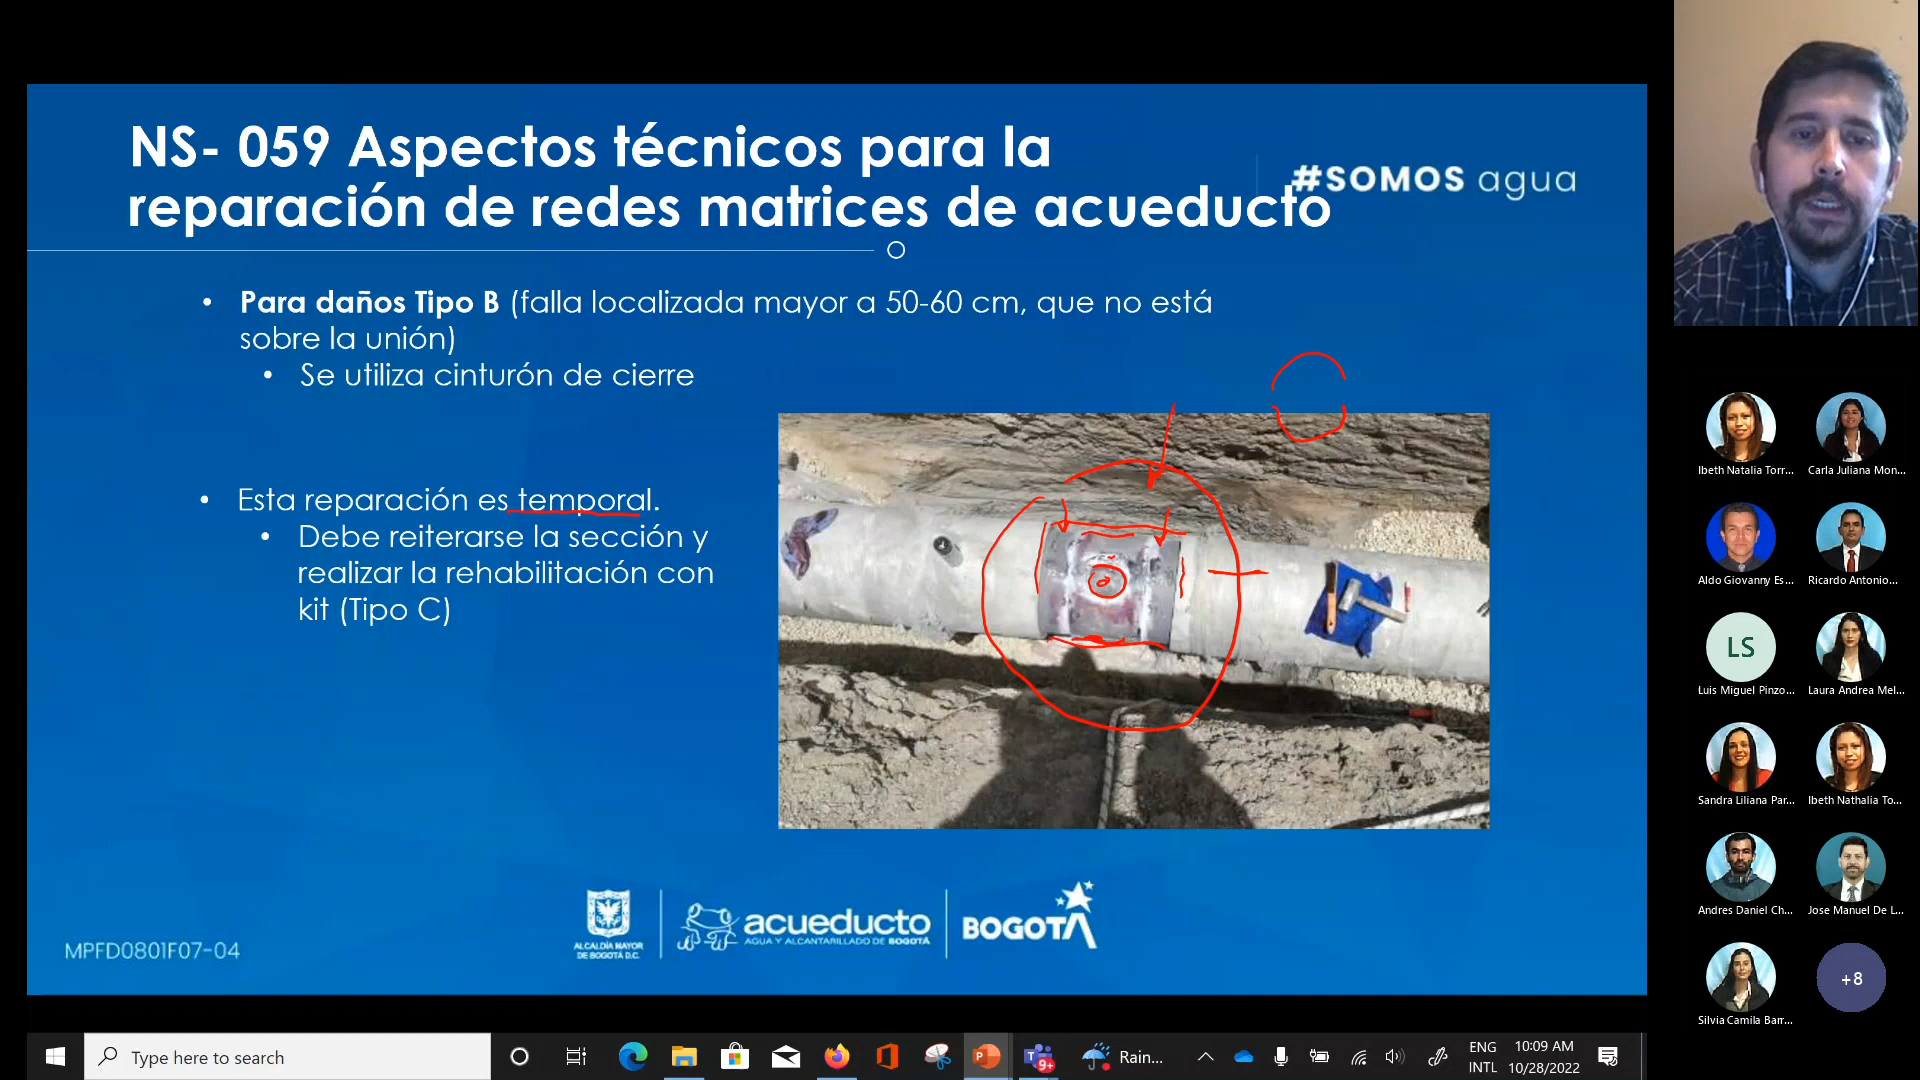 NS- 059 Aspectos técnicos para la
reparación de redes matrices de acueducto
#SOMOS agua
• Para daños Tipo B (falla localizada mayor a 50-60 cm, que no está
sobre la unión)
• Se utiliza cinturón de cierre
• Esta reparación es temporal.
• Debe reiterarse la sección y
realizar la rehabilitación con
kit (Tipo C)
MPFD0801F07-04
ALCALDÍA MAYOR
DE BOGOTÁ D.C.
acueducto
AGUA Y ALCANTARILLADO DE BOGOTÁ
BOGOTÁ
Ibeth Natalia Torr...
Carla Juliana Mon...
Aldo Giovanny Es...
Ricardo Antonio...
LS
Luis Miguel Pinzo...
Laura Andrea Mel...
Sandra Liliana Par...
Ibeth Nathalia To...
Andres Daniel Ch...
Jose Manuel De L...
Silvia Camila Barr...
+8
Type here to search
9+
Rain...
ENG
INTL
10:09 AM
10/28/2022